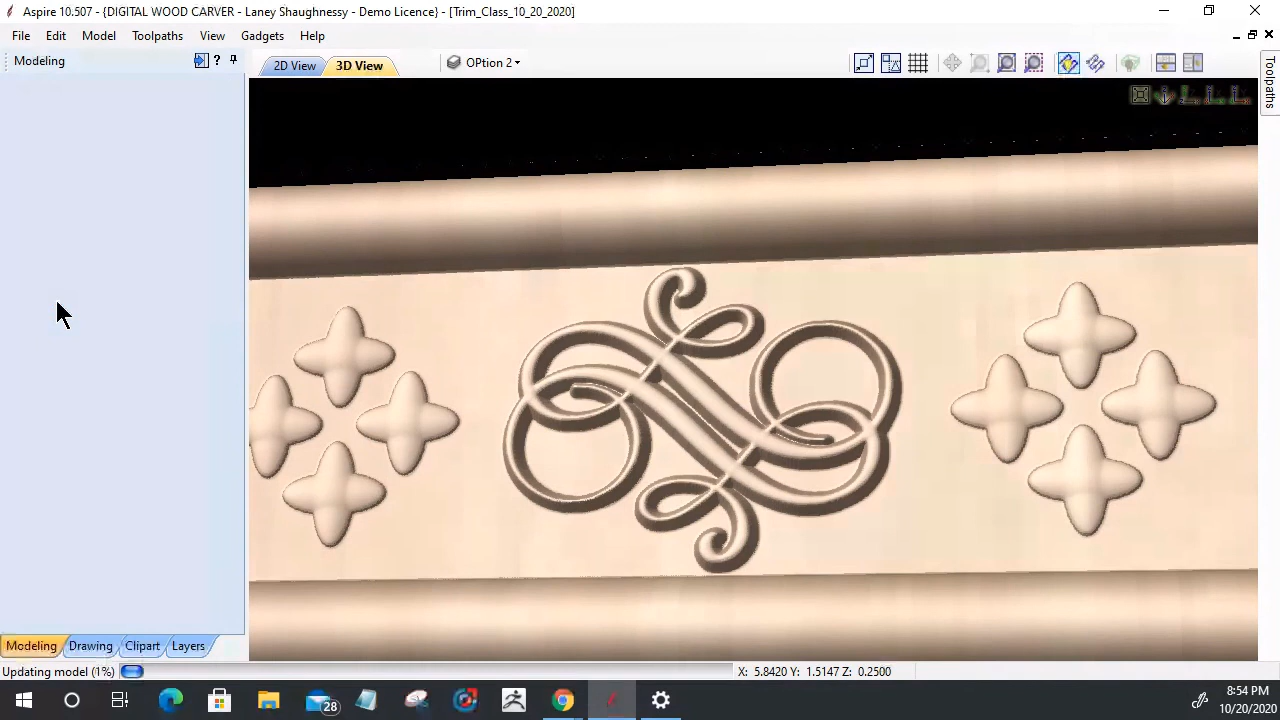 Aspire 10.507 - {DIGITAL WOOD CARVER - Laney Shaughnessy - Demo Licence} - [Trim_Class_10_20_2020]
File Edit Model Toolpaths View Gadgets Help
Modeling
?
2D View 3D View OPtion 2
Toolpaths
Modeling Drawing Clipart Layers
Updating model (1%) X: 5.8420 Y: 1.5147 Z: 0.2500
28
8:54 PM
10/20/2020